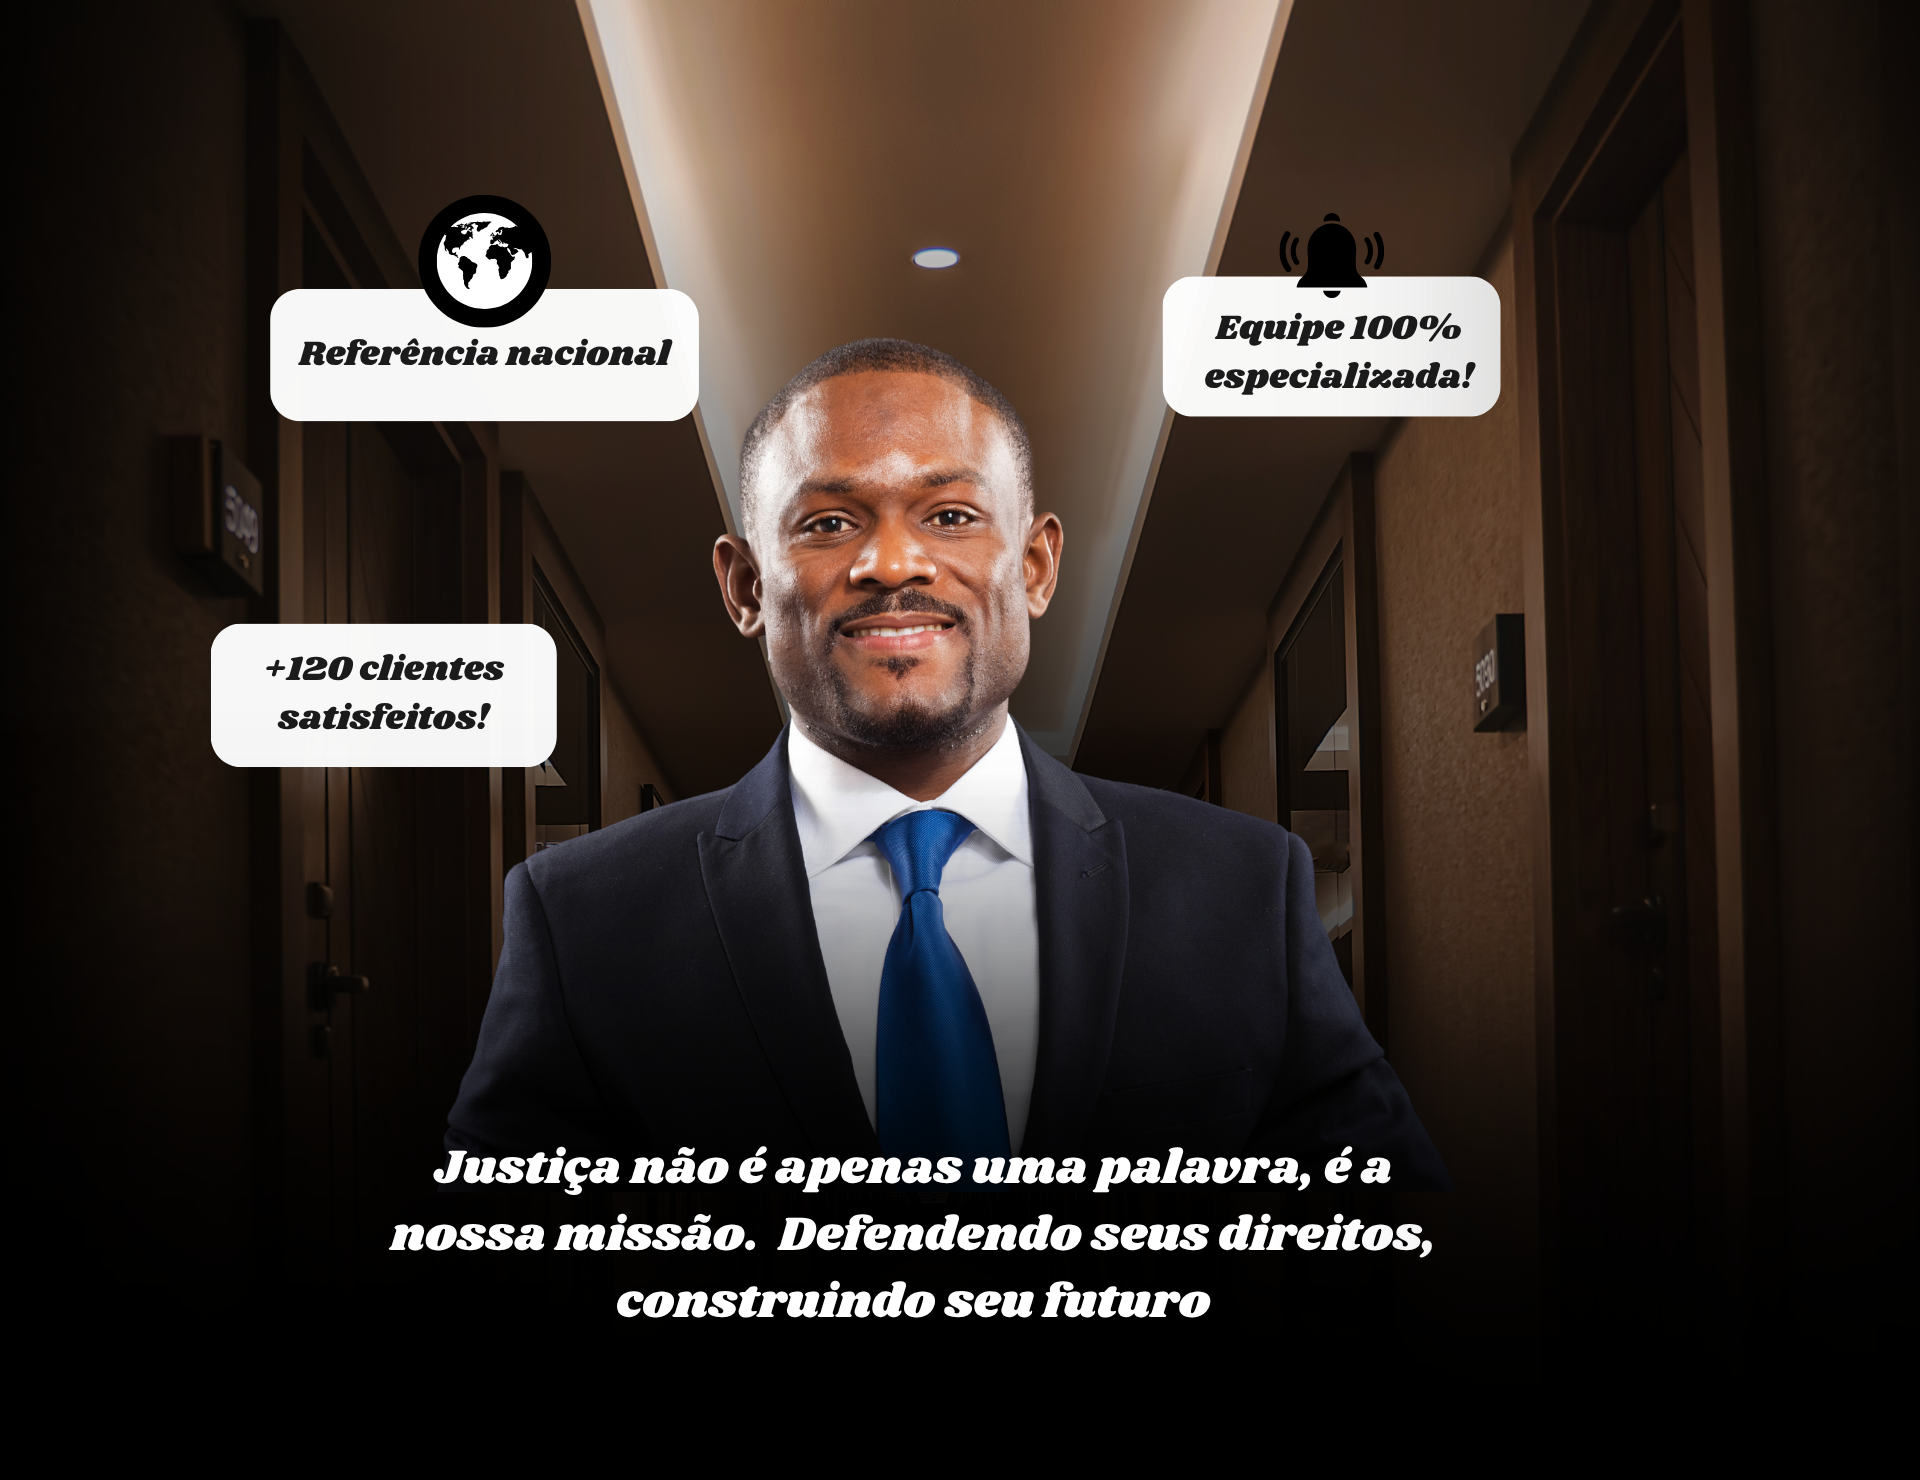 Referência nacional
Equipe 100%
especializada!
+120 clientes
satisfeitos!
Justiça não é apenas uma palavra, é a
nossa missão.  Defendendo seus direitos,
construindo seu futuro